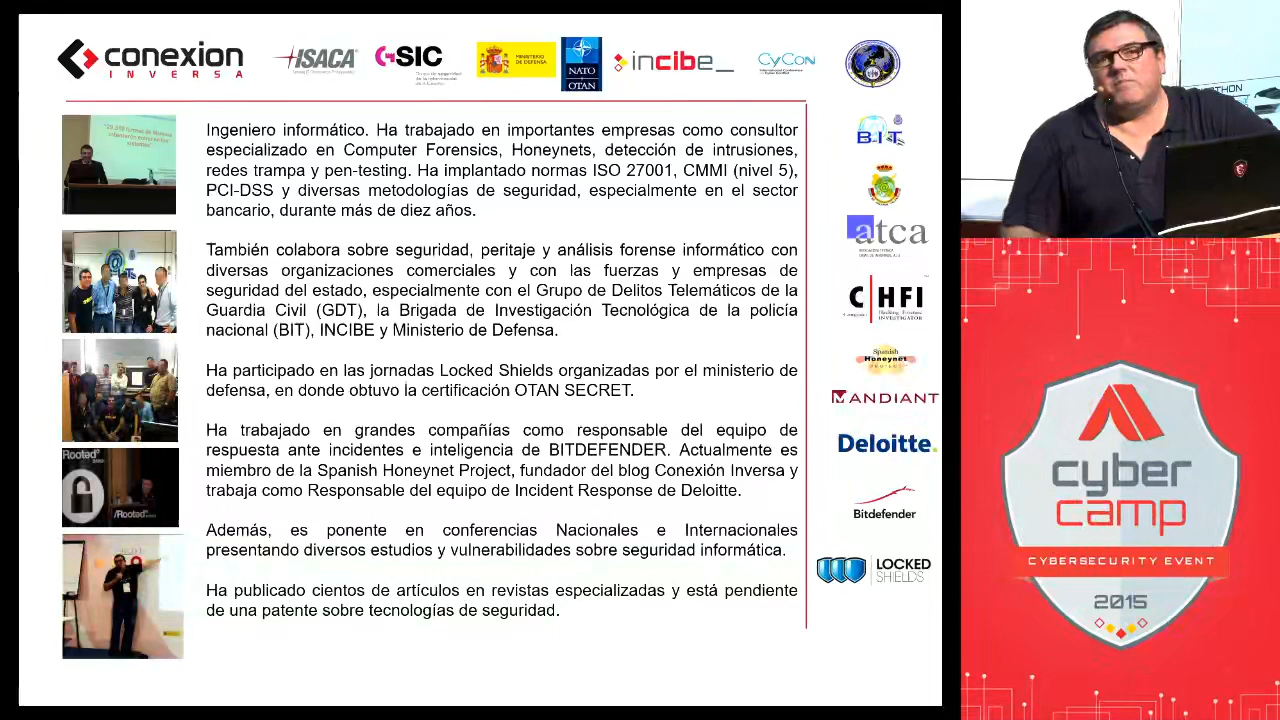 conexion
INVERSA
ISACA
SIC
MINISTERIO
DE DEFENSA
NATO
OTAN
incibe_
CyCON
Ingeniero informático. Ha trabajado en importantes empresas como consultor
especializado en Computer Forensics, Honeynets, detección de intrusiones,
redes trampa y pen-testing. Ha implantado normas ISO 27001, CMMI (nivel 5),
PCI-DSS y diversas metodologías de seguridad, especialmente en el sector
bancario, durante más de diez años.
También colabora sobre seguridad, peritaje y análisis forense informático con
diversas organizaciones comerciales y con las fuerzas y empresas de
seguridad del estado, especialmente con el Grupo de Delitos Telemáticos de la
Guardia Civil (GDT), la Brigada de Investigación Tecnológica de la policía
nacional (BIT), INCIBE y Ministerio de Defensa.
Ha participado en las jornadas Locked Shields organizadas por el ministerio de
defensa, en donde obtuvo la certificación OTAN SECRET.
Ha trabajado en grandes compañías como responsable del equipo de
respuesta ante incidentes e inteligencia de BITDEFENDER. Actualmente es
miembro de la Spanish Honeynet Project, fundador del blog Conexión Inversa y
trabaja como Responsable del equipo de Incident Response de Deloitte.
Además, es ponente en conferencias Nacionales e Internacionales
presentando diversos estudios y vulnerabilidades sobre seguridad informática.
Ha publicado cientos de artículos en revistas especializadas y está pendiente
de una patente sobre tecnologías de seguridad.
Rooted
/Rooted
B.I.T.
atca
CHFI
Spanish
Honeynet
MANDIANT
Deloitte.
Bitdefender
LOCKED
SHIELDS
cyber
camp
CYBERSECURITY EVENT
2015